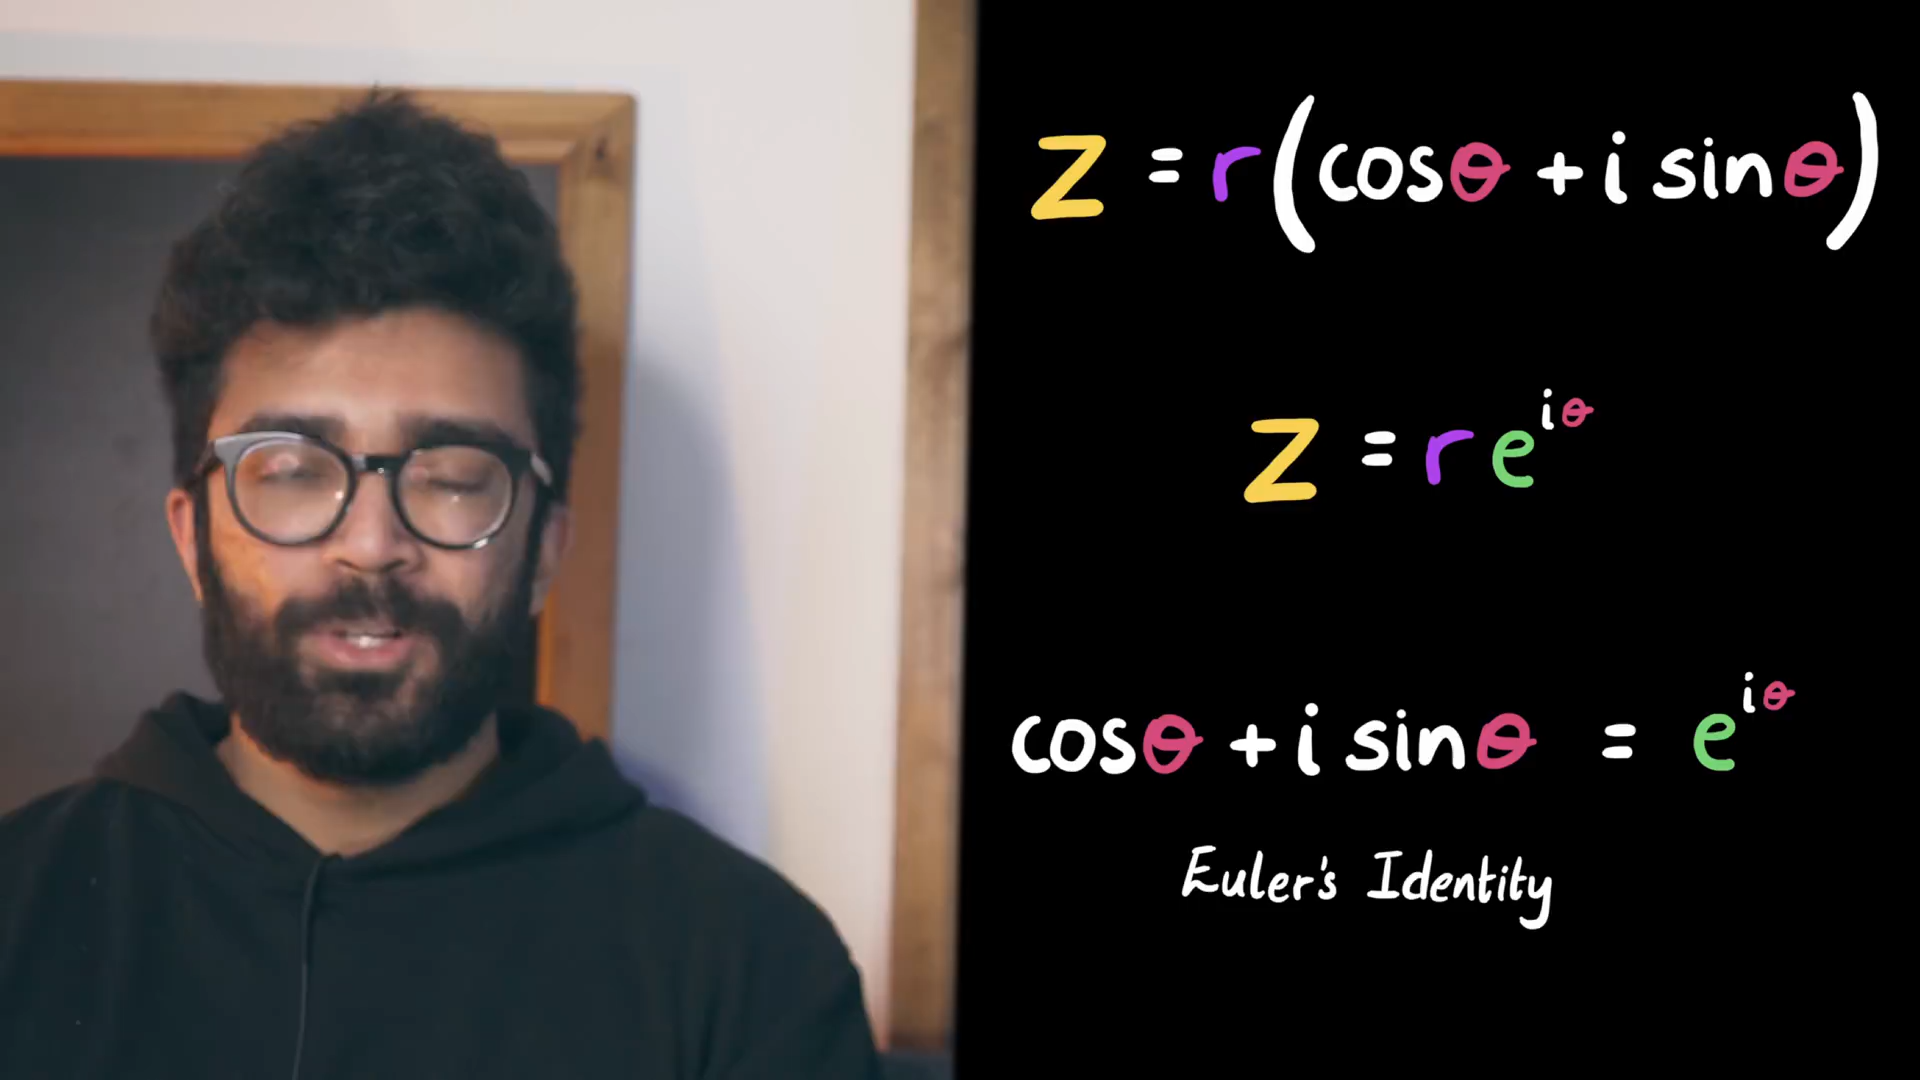 z = r(cosθ + i sinθ)
z = re^{iθ}
cosθ + i sinθ = e^{iθ}
Euler's Identity